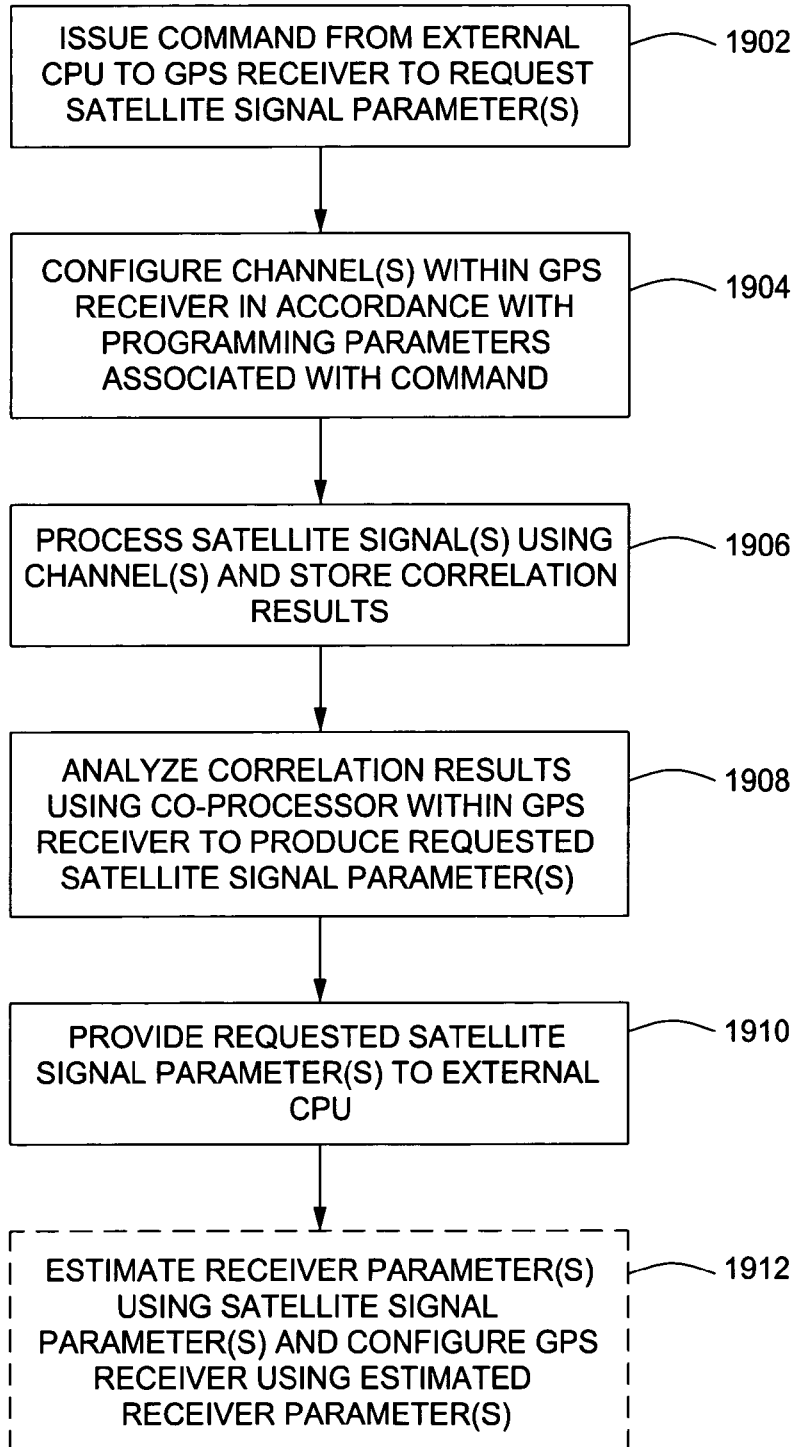 ISSUE COMMAND FROM EXTERNAL
CPU TO GPS RECEIVER TO REQUEST
SATELLITE SIGNAL PARAMETER(S)
1902
CONFIGURE CHANNEL(S) WITHIN GPS
RECEIVER IN ACCORDANCE WITH
PROGRAMMING PARAMETERS
ASSOCIATED WITH COMMAND
1904
PROCESS SATELLITE SIGNAL(S) USING
CHANNEL(S) AND STORE CORRELATION
RESULTS
1906
ANALYZE CORRELATION RESULTS
USING CO-PROCESSOR WITHIN GPS
RECEIVER TO PRODUCE REQUESTED
SATELLITE SIGNAL PARAMETER(S)
1908
PROVIDE REQUESTED SATELLITE
SIGNAL PARAMETER(S) TO EXTERNAL
CPU
1910
ESTIMATE RECEIVER PARAMETER(S)
USING SATELLITE SIGNAL
PARAMETER(S) AND CONFIGURE GPS
RECEIVER USING ESTIMATED
RECEIVER PARAMETER(S)
1912